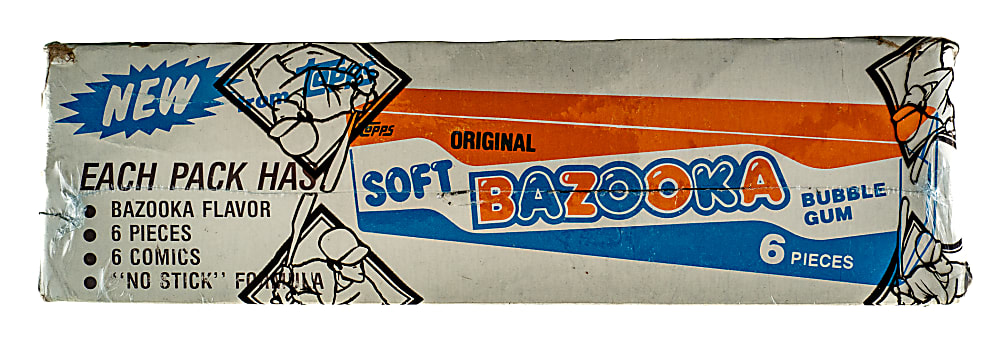 NEW
from Topps
EACH PACK HAS
● BAZOOKA FLAVOR
● 6 PIECES
● 6 COMICS
● "NO STICK" FORMULA
Topps
ORIGINAL
SOFT BAZOOKA
BUBBLE
GUM
6 PIECES